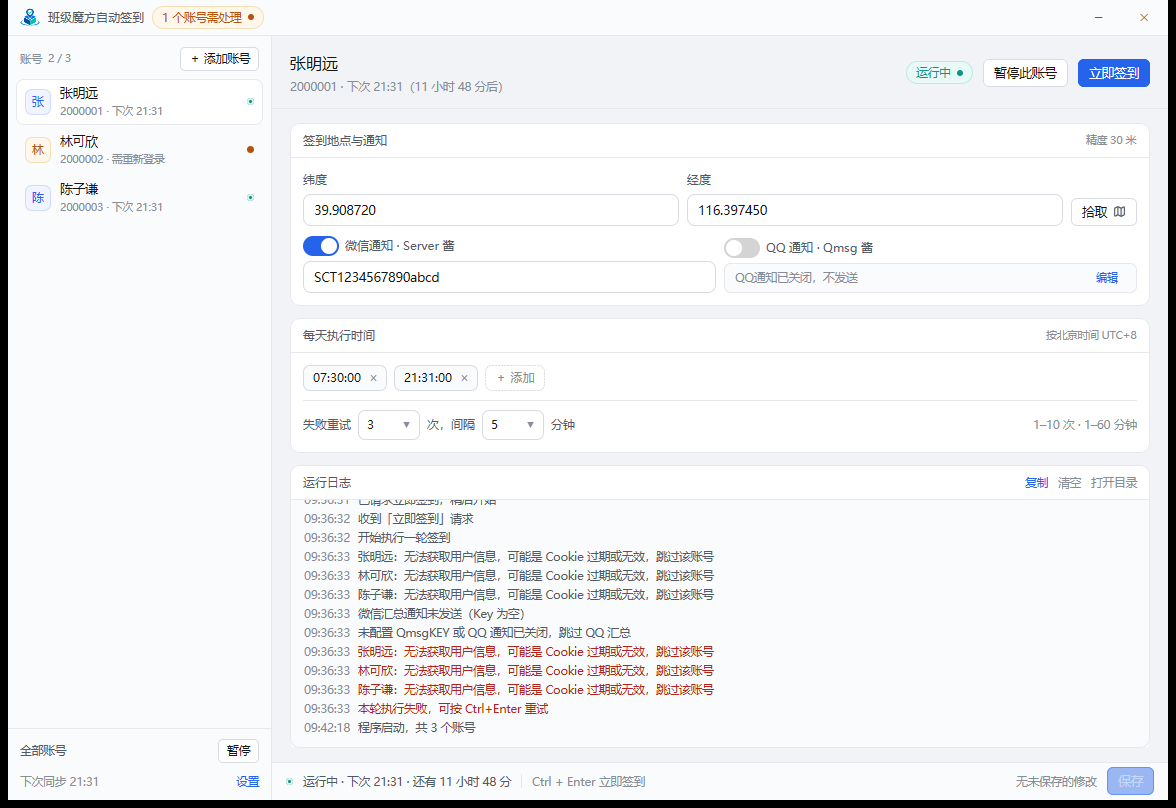 班级魔方自动签到 1 个账号需处理
账号 2 / 3 + 添加账号
张 张明远
2000001 · 下次 21:31
林 林可欣
2000002 · 需重新登录
陈 陈子谦
2000003 · 下次 21:31
全部账号 暂停
下次同步 21:31 设置
张明远
2000001 · 下次 21:31（11 小时 48 分后）
运行中 暂停此账号 立即签到
签到地点与通知 精度 30 米
纬度 经度
39.908720 116.397450 拾取
微信通知 · Server 酱 QQ 通知 · Qmsg 酱
SCT1234567890abcd QQ通知已关闭，不发送 编辑
每天执行时间 按北京时间 UTC+8
07:30:00 × 21:31:00 × + 添加
失败重试 3 次，间隔 5 分钟 1–10 次 · 1–60 分钟
运行日志 复制 清空 打开目录
09:36:31 已请求立即签到，稍后开始
09:36:32 收到「立即签到」请求
09:36:32 开始执行一轮签到
09:36:33 张明远：无法获取用户信息，可能是 Cookie 过期或无效，跳过该账号
09:36:33 林可欣：无法获取用户信息，可能是 Cookie 过期或无效，跳过该账号
09:36:33 陈子谦：无法获取用户信息，可能是 Cookie 过期或无效，跳过该账号
09:36:33 微信汇总通知未发送（Key 为空）
09:36:33 未配置 QmsgKEY 或 QQ 通知已关闭，跳过 QQ 汇总
09:36:33 张明远：无法获取用户信息，可能是 Cookie 过期或无效，跳过该账号
09:36:33 林可欣：无法获取用户信息，可能是 Cookie 过期或无效，跳过该账号
09:36:33 陈子谦：无法获取用户信息，可能是 Cookie 过期或无效，跳过该账号
09:36:33 本轮执行失败，可按 Ctrl+Enter 重试
09:42:18 程序启动，共 3 个账号
运行中 · 下次 21:31 · 还有 11 小时 48 分 Ctrl + Enter 立即签到 无未保存的修改 保存